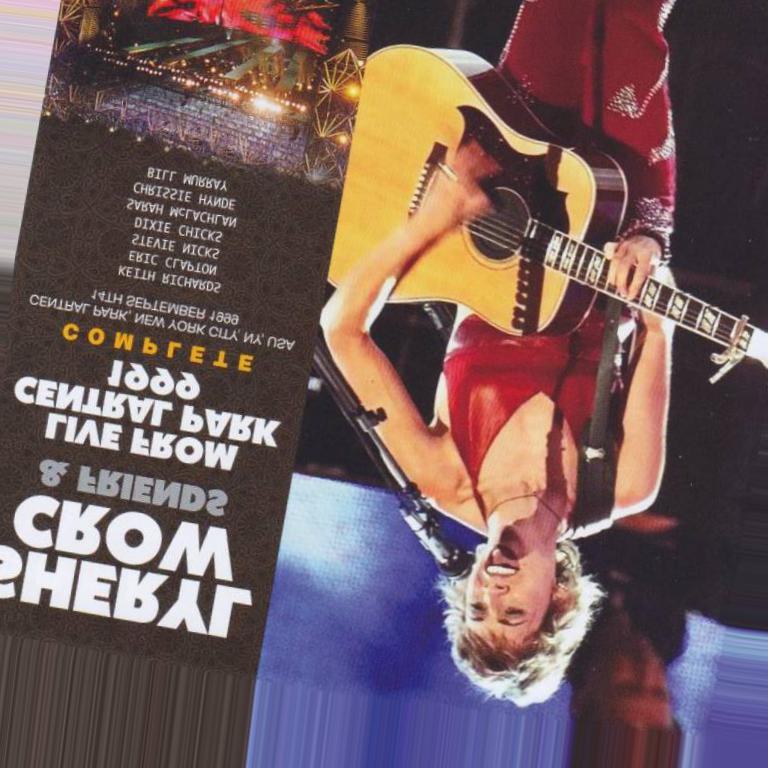 SHERYL
CROW
& FRIENDS
LIVE FROM
CENTRAL PARK
1999
COMPLETE
CENTRAL PARK, NEW YORK CITY, NY, USA
14TH SEPTEMBER 1999
KEITH RICHARDS
ERIC CLAPTON
STEVIE NICKS
DIXIE CHICKS
SARAH McLACHLAN
CHRISSIE HYNDE
BILL MURRAY